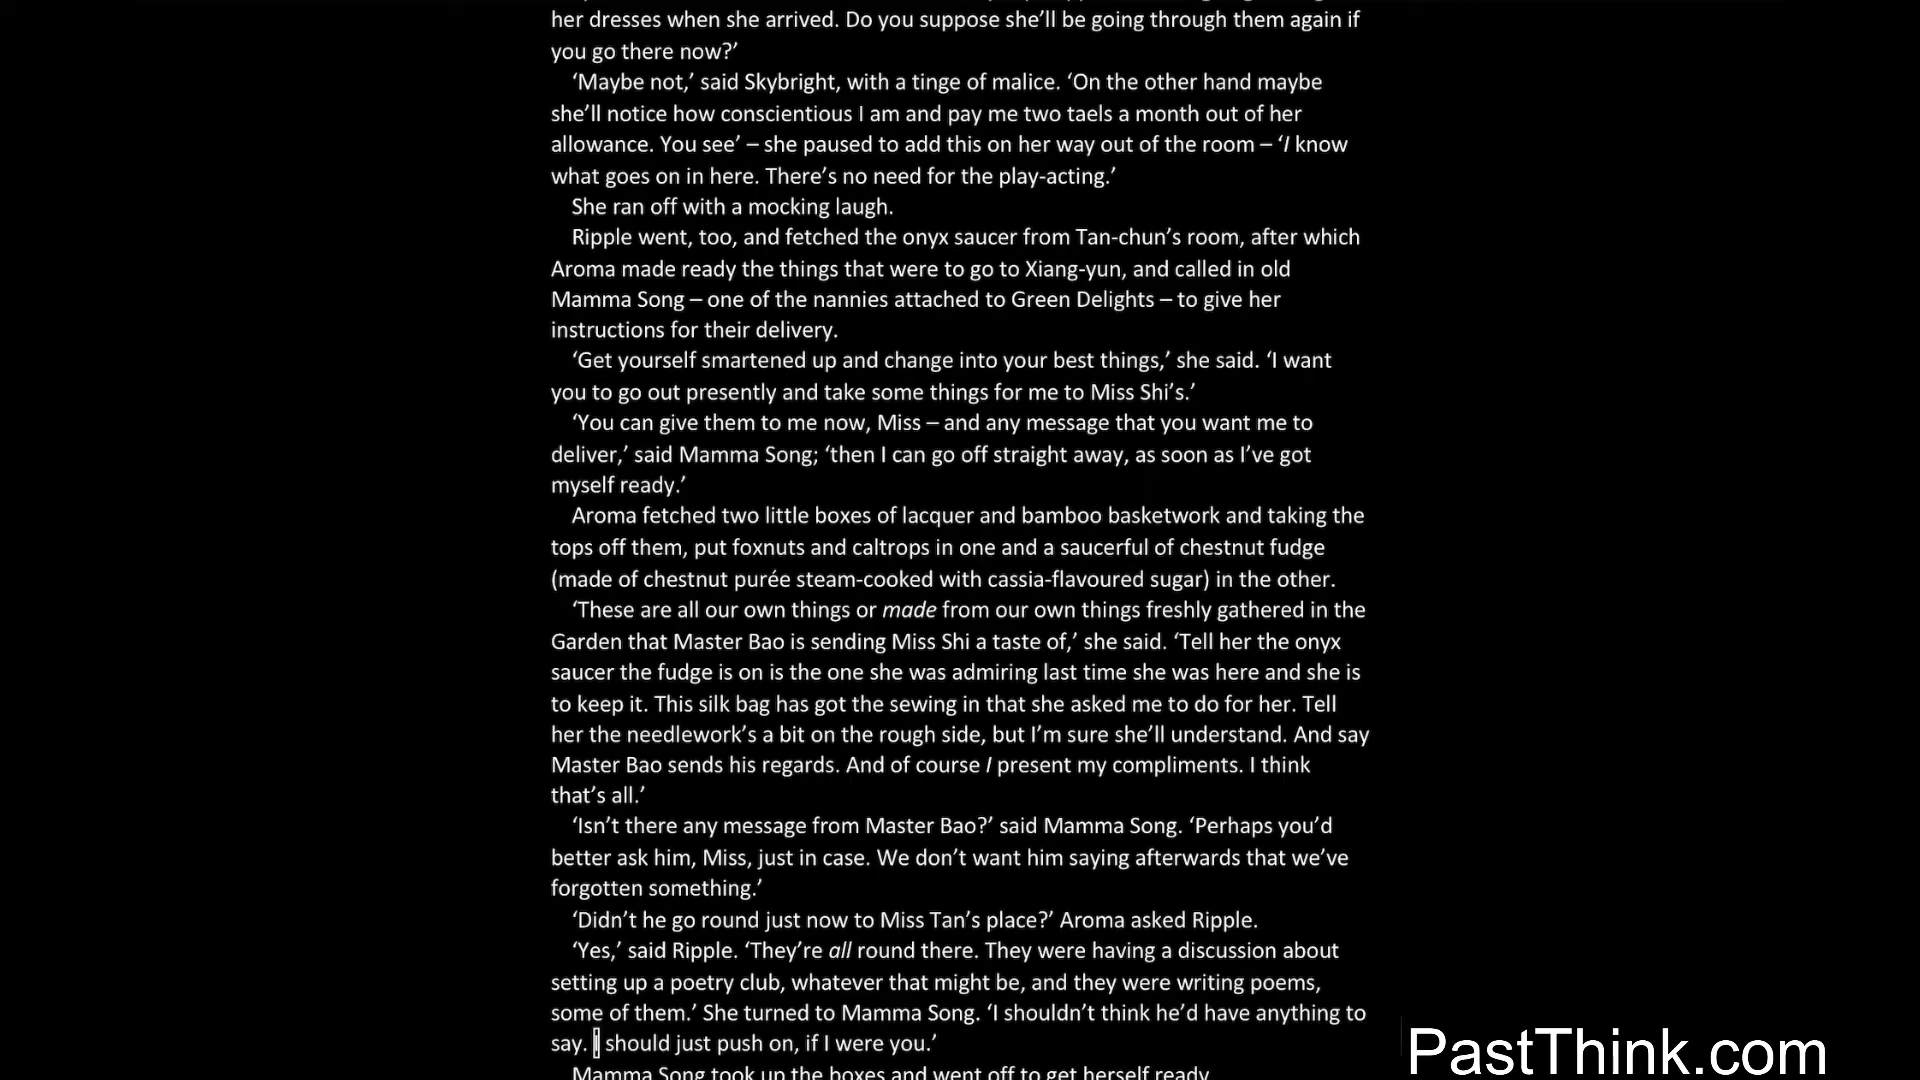 her dresses when she arrived. Do you suppose she’ll be going through them again if
you go there now?’
‘Maybe not,’ said Skybright, with a tinge of malice. ‘On the other hand maybe
she’ll notice how conscientious I am and pay me two taels a month out of her
allowance. You see’ – she paused to add this on her way out of the room – ‘I know
what goes on in here. There’s no need for the play-acting.’
She ran off with a mocking laugh.
Ripple went, too, and fetched the onyx saucer from Tan-chun’s room, after which
Aroma made ready the things that were to go to Xiang-yun, and called in old
Mamma Song – one of the nannies attached to Green Delights – to give her
instructions for their delivery.
‘Get yourself smartened up and change into your best things,’ she said. ‘I want
you to go out presently and take some things for me to Miss Shi’s.’
‘You can give them to me now, Miss – and any message that you want me to
deliver,’ said Mamma Song; ‘then I can go off straight away, as soon as I’ve got
myself ready.’
Aroma fetched two little boxes of lacquer and bamboo basketwork and taking the
tops off them, put foxnuts and caltrops in one and a saucerful of chestnut fudge
(made of chestnut purée steam-cooked with cassia-flavoured sugar) in the other.
‘These are all our own things or made from our own things freshly gathered in the
Garden that Master Bao is sending Miss Shi a taste of,’ she said. ‘Tell her the onyx
saucer the fudge is on is the one she was admiring last time she was here and she is
to keep it. This silk bag has got the sewing in that she asked me to do for her. Tell
her the needlework’s a bit on the rough side, but I’m sure she’ll understand. And say
Master Bao sends his regards. And of course I present my compliments. I think
that’s all.’
‘Isn’t there any message from Master Bao?’ said Mamma Song. ‘Perhaps you’d
better ask him, Miss, just in case. We don’t want him saying afterwards that we’ve
forgotten something.’
‘Didn’t he go round just now to Miss Tan’s place?’ Aroma asked Ripple.
‘Yes,’ said Ripple. ‘They’re all round there. They were having a discussion about
setting up a poetry club, whatever that might be, and they were writing poems,
some of them.’ She turned to Mamma Song. ‘I shouldn’t think he’d have anything to
say. I should just push on, if I were you.’
Mamma Song took up the boxes and went off to get herself ready
PastThink.com